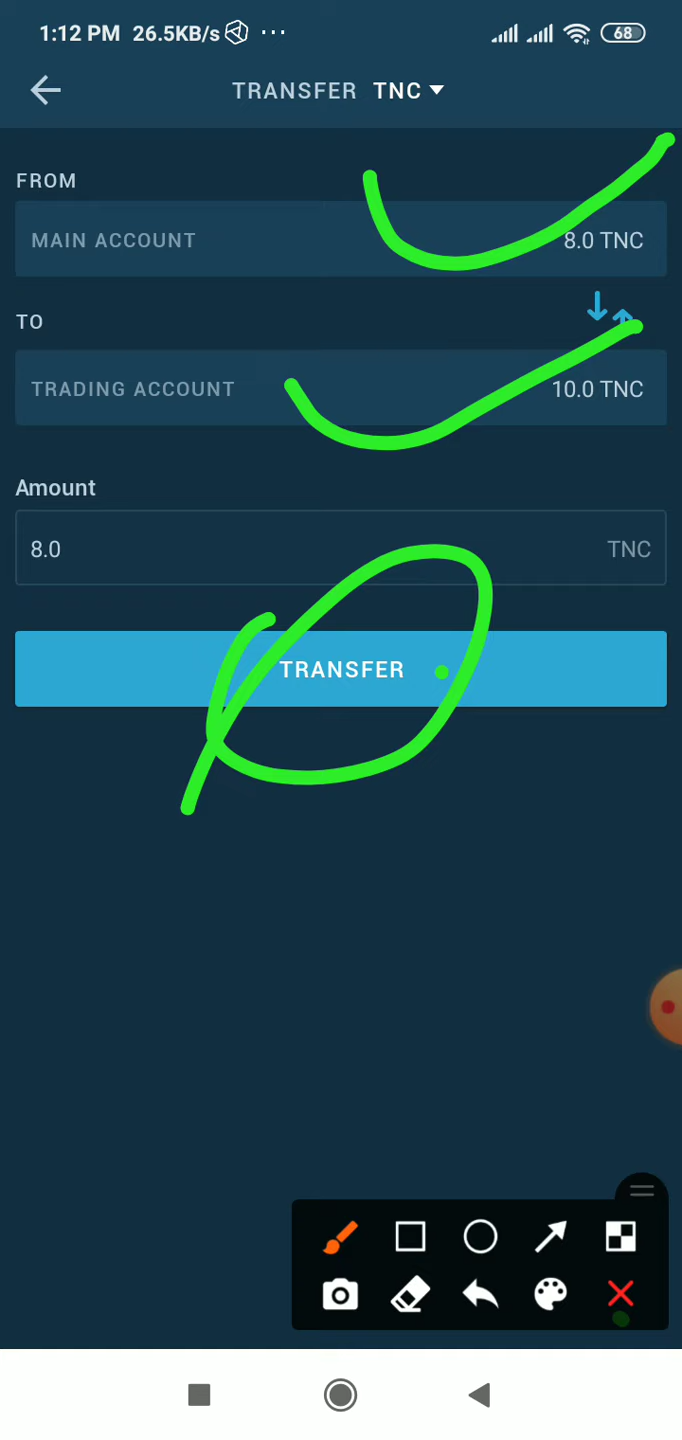 1:12 PM 26.5KB/s ... 68
TRANSFER TNC
FROM
MAIN ACCOUNT 8.0 TNC
TO
TRADING ACCOUNT 10.0 TNC
Amount
8.0 TNC
TRANSFER